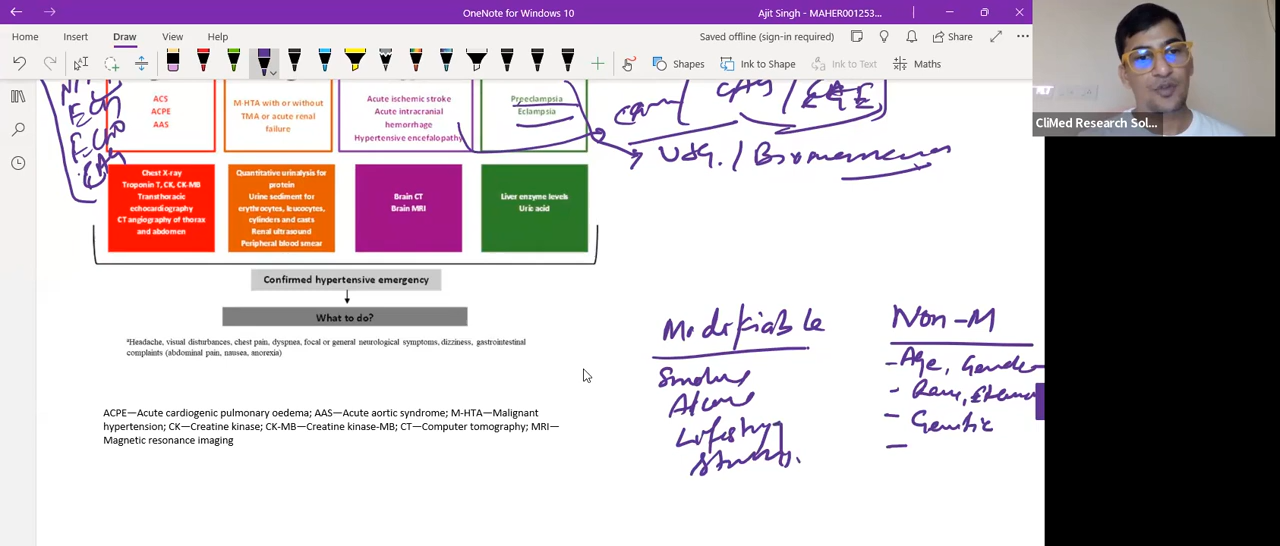 OneNote for Windows 10
Ajit Singh - MAHER001253...
Home Insert Draw View Help
Saved offline (sign-in required) Share
Shapes Ink to Shape Ink to Text Maths
ECG
ECHO
CAG
ACS
ACPE
AAS
M-HTA with or without
TMA or acute renal
failure
Acute ischemic stroke
Acute intracranial
hemorrhage
Hypertensive encefalopathy
Preeclampsia
Eclampsia
USG. /
Chest X-ray
Troponin T, CK, CK-MB
Transthoracic
echocardiography
CT angiography of thorax
and abdomen
Quantitative urinalysis for
protein
Urine sediment for
erythrocytes, leucocytes,
cylinders and casts
Renal ultrasound
Peripheral blood smear
Brain CT
Brain MRI
Liver enzyme levels
Uric acid
Confirmed hypertensive emergency
What to do?
ᵃHeadache, visual disturbances, chest pain, dyspnea, focal or general neurological symptoms, dizziness, gastrointestinal
complaints (abdominal pain, nausea, anorexia)
ACPE—Acute cardiogenic pulmonary oedema; AAS—Acute aortic syndrome; M-HTA—Malignant
hypertension; CK—Creatine kinase; CK-MB—Creatine kinase-MB; CT—Computer tomography; MRI—
Magnetic resonance imaging
Modifiable
Non-M
- Age, Gender
- Genetic
CliMed Research Sol...